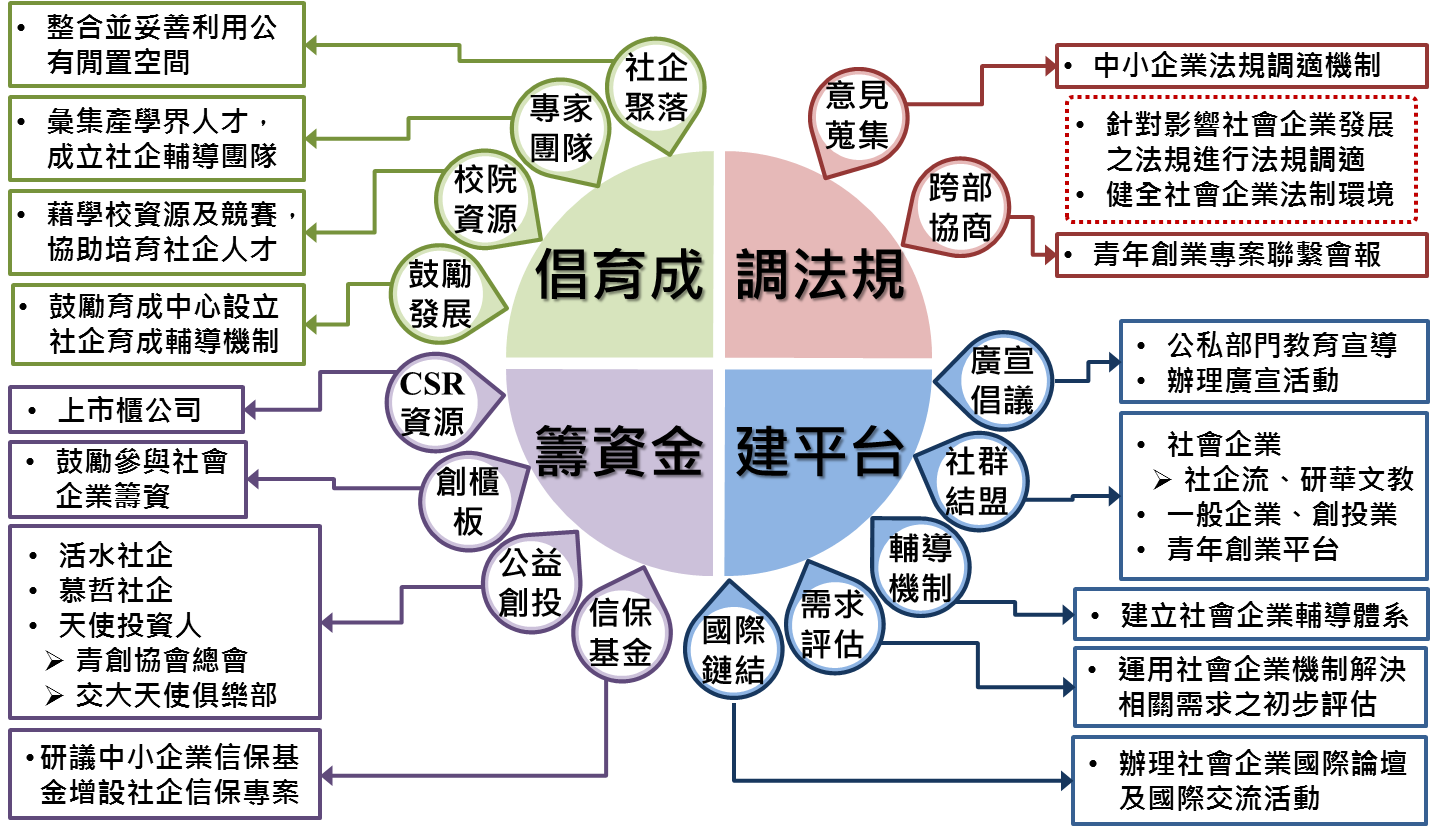 倡育成
社企
聚落
• 整合並妥善利用公
有閒置空間
專家
團隊
• 彙集產學界人才，
成立社企輔導團隊
校院
資源
• 藉學校資源及競賽，
協助培育社企人才
鼓勵
發展
• 鼓勵育成中心設立
社企育成輔導機制
調法規
意見
蒐集
• 中小企業法規調適機制
• 針對影響社會企業發展
之法規進行法規調適
• 健全社會企業法制環境
跨部
協商
• 青年創業專案聯繫會報
籌資金
CSR
資源
• 上市櫃公司
創櫃
板
• 鼓勵參與社會
企業籌資
公益
創投
• 活水社企
• 慕哲社企
• 天使投資人
➢ 青創協會總會
➢ 交大天使俱樂部
信保
基金
•研議中小企業信保基
金增設社企信保專案
建平台
廣宣
倡議
• 公私部門教育宣導
• 辦理廣宣活動
社群
結盟
• 社會企業
➢ 社企流、研華文教
• 一般企業、創投業
• 青年創業平台
輔導
機制
• 建立社會企業輔導體系
需求
評估
• 運用社會企業機制解決
相關需求之初步評估
國際
鏈結
• 辦理社會企業國際論壇
及國際交流活動